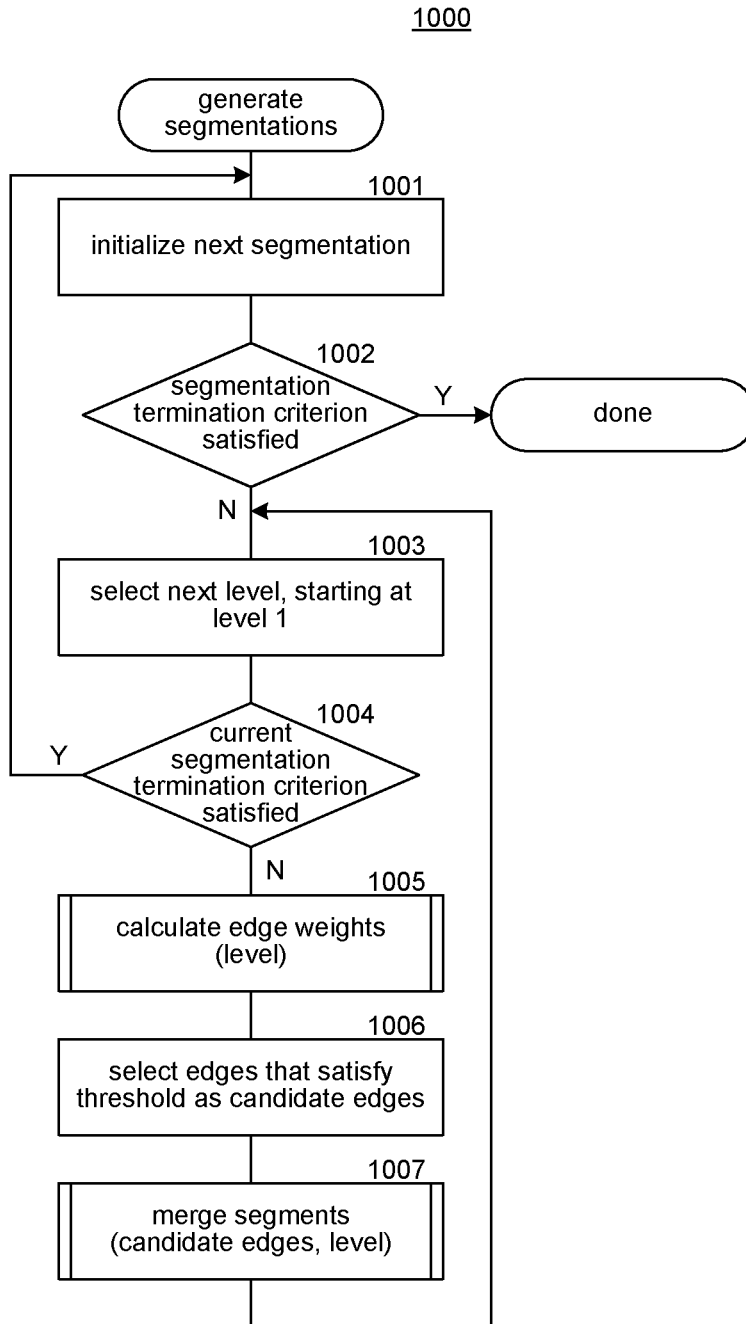 1000
generate
segmentations
1001
initialize next segmentation
1002
segmentation
termination criterion
satisfied
Y
done
N
1003
select next level, starting at
level 1
1004
current
segmentation
termination criterion
satisfied
Y
N
1005
calculate edge weights
(level)
1006
select edges that satisfy
threshold as candidate edges
1007
merge segments
(candidate edges, level)